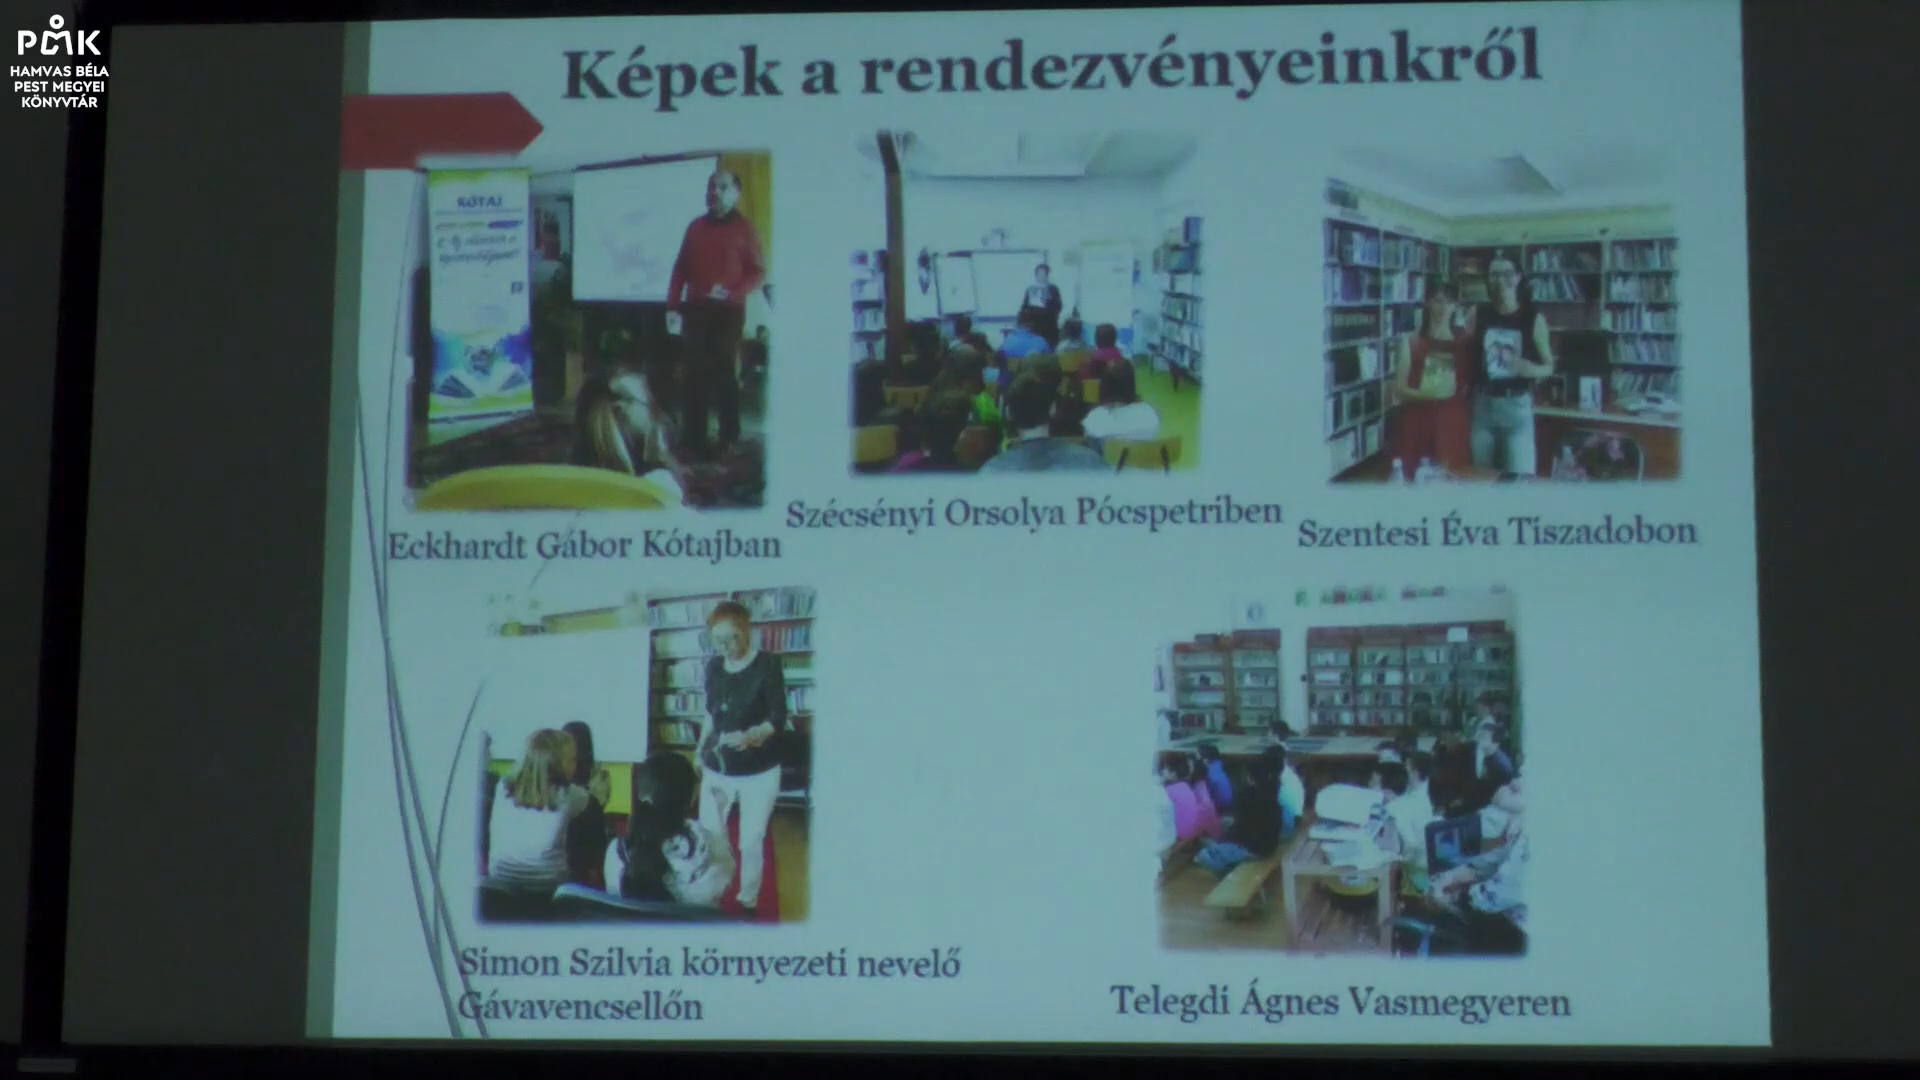 PMK
HAMVAS BÉLA
PEST MEGYEI
KÖNYVTÁR
Képek a rendezvényeinkről
KÓTAJ
Eckhardt Gábor Kótajban
Szécsényi Orsolya Pócspetriben
Szentesi Éva Tiszadobon
Simon Szilvia környezeti nevelő
Gávavencsellőn
Telegdi Ágnes Vasmegyeren